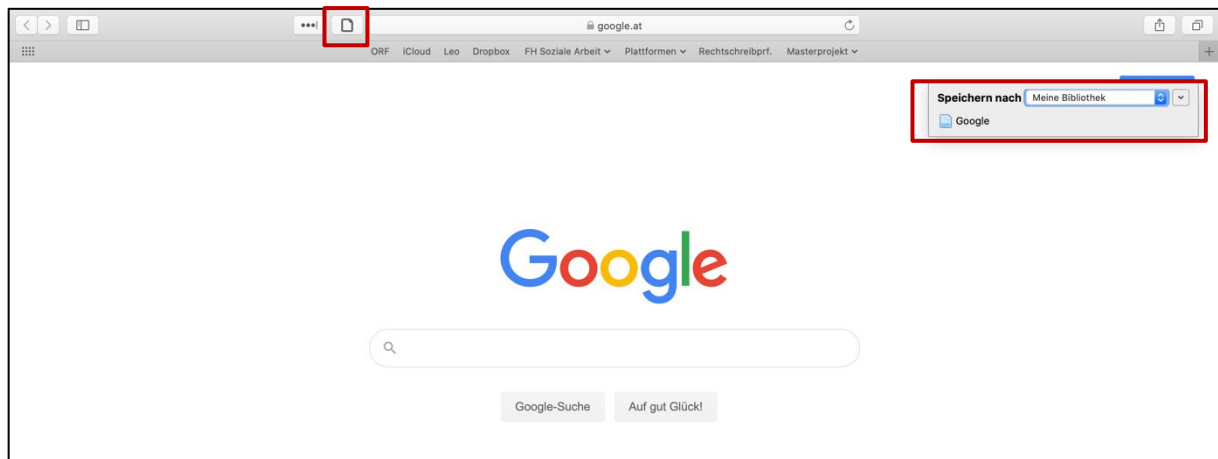 google.at
ORF iCloud Leo Dropbox FH Soziale Arbeit Plattformen Rechtschreibprf. Masterprojekt
Speichern nach Meine Bibliothek
Google
Google
Google-Suche Auf gut Glück!